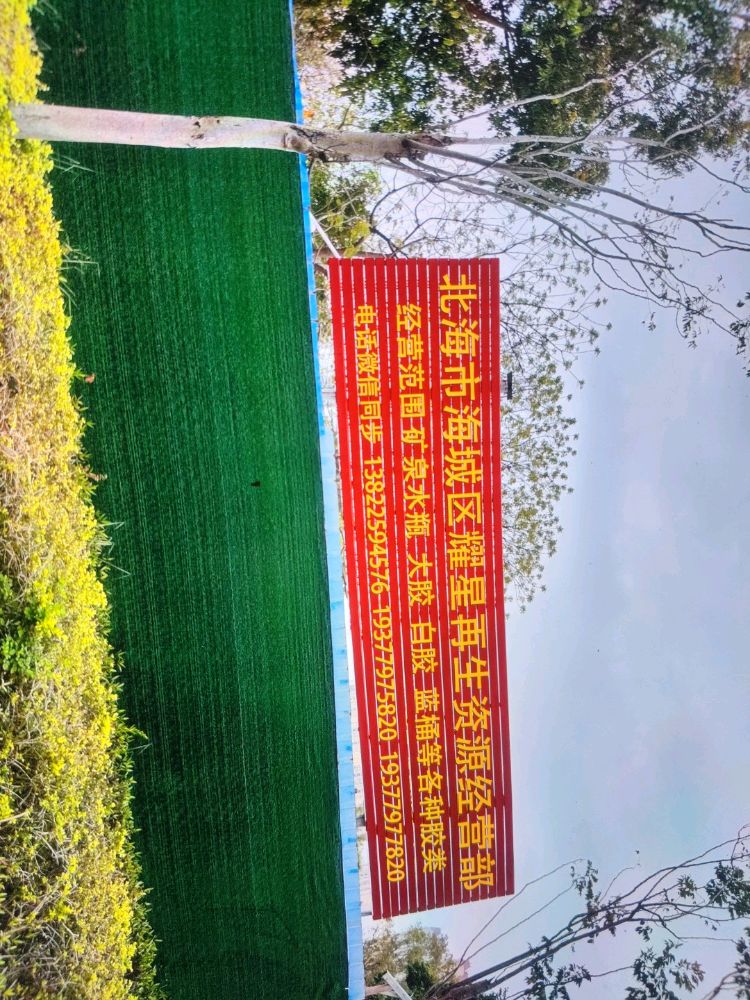 北海市海城区耀星再生资源经营部
经营范围 矿泉水瓶 大胶 白胶 蓝桶等各种胶类
电话微信同步 13822594576 19377975820 19377977820